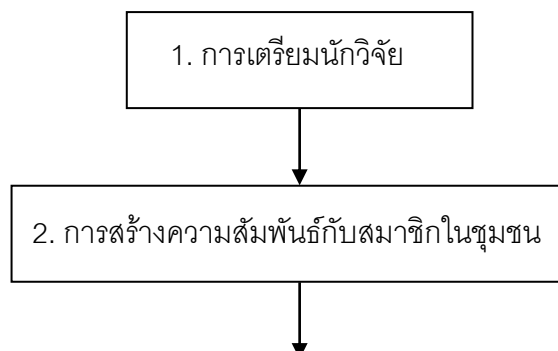 1. การเตรียมนักวิจัย
2. การสร้างความสัมพันธ์กับสมาชิกในชุมชน